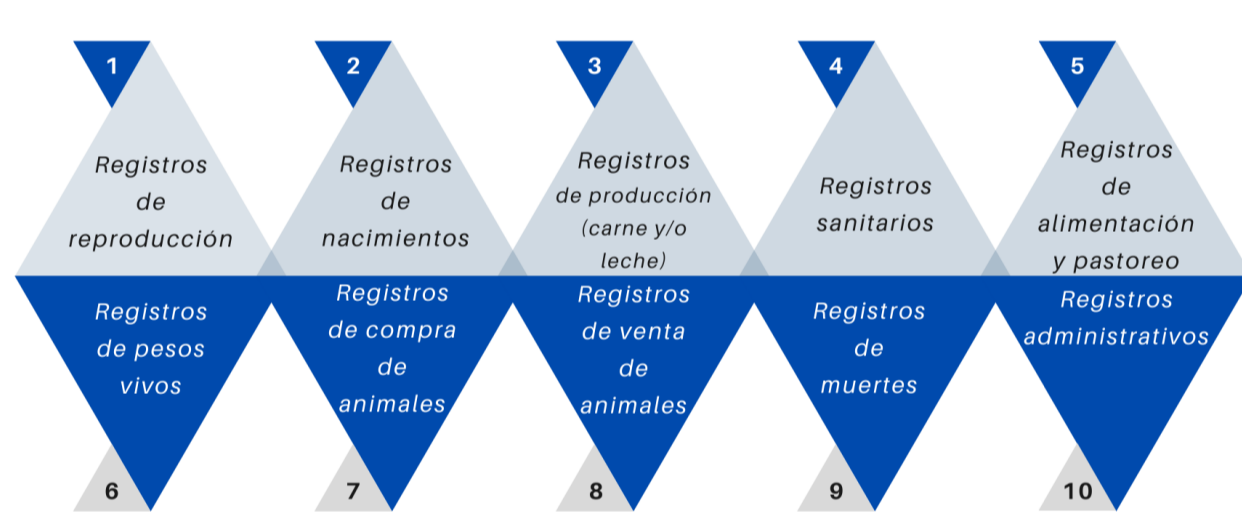 1
Registros
de
reproducción
2
Registros
de
nacimientos
3
Registros
de producción
(carne y/o
leche)
4
Registros
sanitarios
5
Registros
de
alimentación
y pastoreo
Registros
de pesos
vivos
6
Registros
de compra
de
animales
7
Registros
de venta
de
animales
8
Registros
de
muertes
9
Registros
administrativos
10